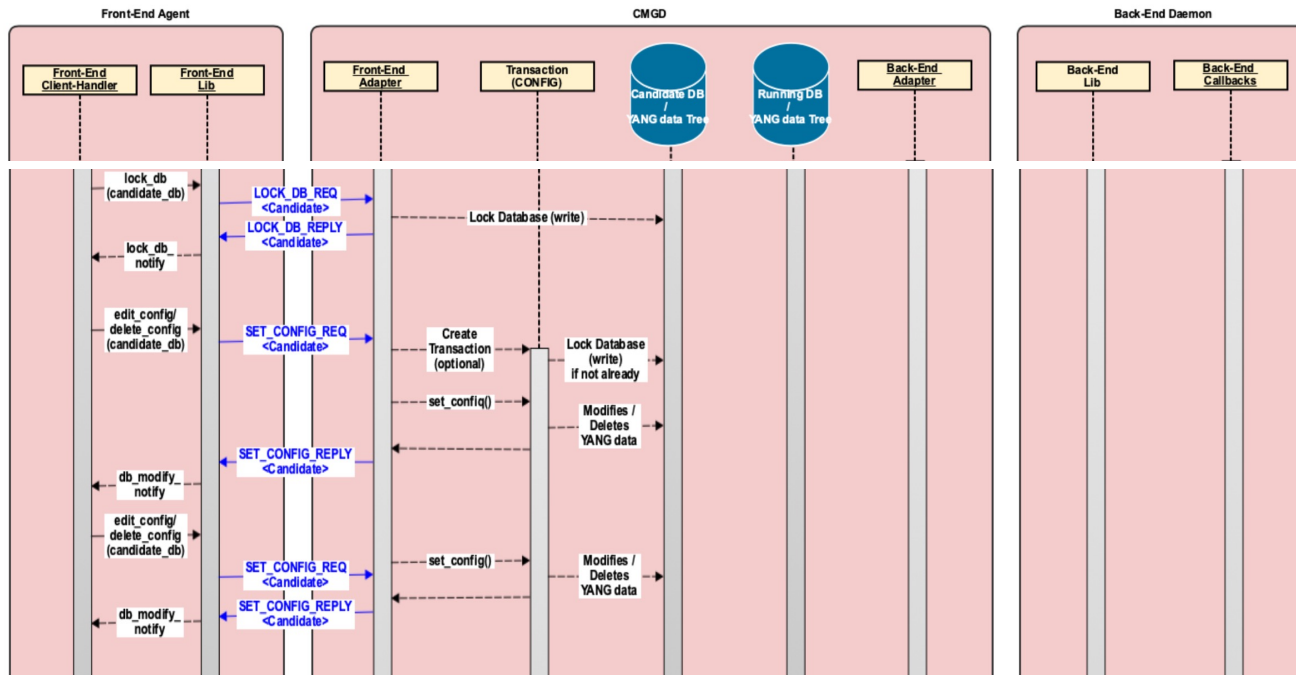 Front-End Agent
CMGD
Back-End Daemon
Front-End
Client-Handler
Front-End
Lib
Front-End
Adapter
Transaction
(CONFIG)
Candidate DB
/
YANG data Tree
Running DB
/
YANG data Tree
Back-End
Adapter
Back-End
Lib
Back-End
Callbacks
lock_db
(candidate_db)
LOCK_DB_REQ
<Candidate>
Lock Database (write)
LOCK_DB_REPLY
<Candidate>
lock_db_
notify
edit_config/
delete_config
(candidate_db)
SET_CONFIG_REQ
<Candidate>
Create
Transaction
(optional)
Lock Database
(write)
if not already
set_confiq()
Modifies /
Deletes
YANG data
SET_CONFIG_REPLY
<Candidate>
db_modify_
notify
edit_config/
delete_config
(candidate_db)
set_config()
SET_CONFIG_REQ
<Candidate>
Modifies /
Deletes
YANG data
SET_CONFIG_REPLY
<Candidate>
db_modify_
notify